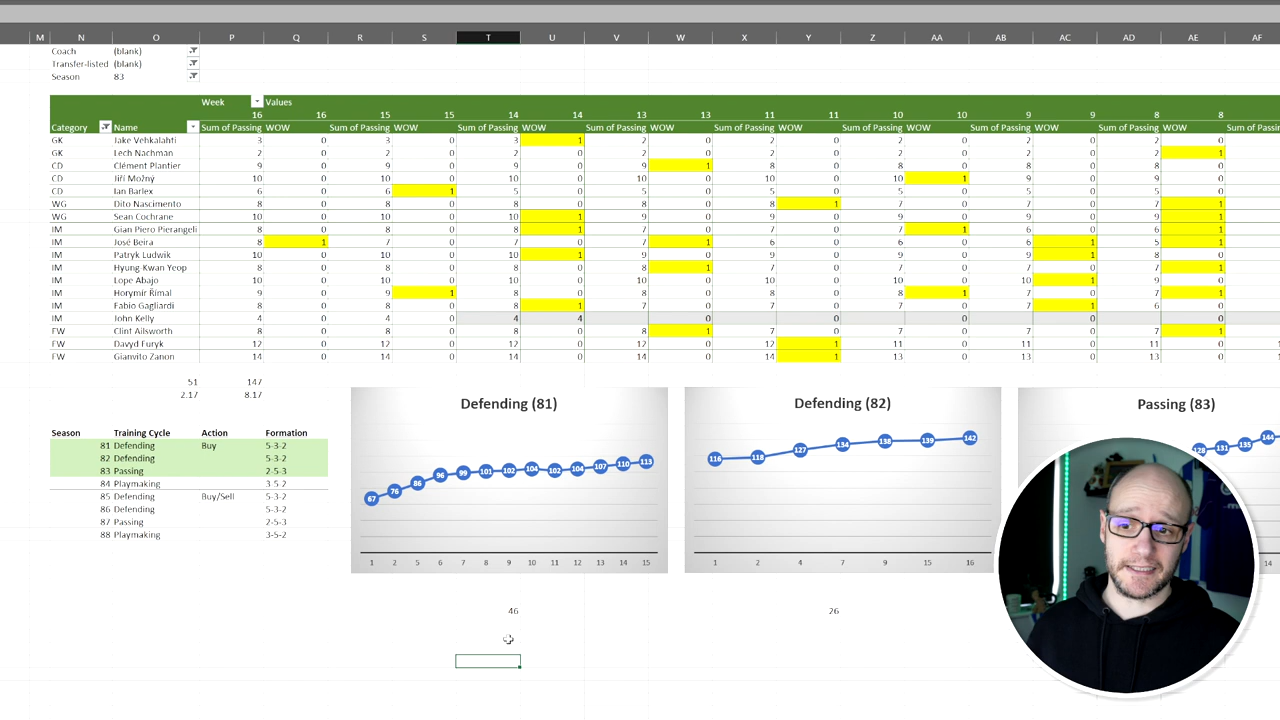 M N O P Q R S T U V W X Y Z AA AB AC AD AE AF
Coach (blank)
Transfer-listed (blank)
Season 83
Week Values
16 16 15 15 14 14 13 13 11 11 10 10 9 9 8 8
Category Name Sum of Passing WOW Sum of Passing WOW Sum of Passing WOW Sum of Passing WOW Sum of Passing WOW Sum of Passing WOW Sum of Passing WOW Sum of Passing WOW Sum of Passi
GK Jake Vehkalahti 3 0 3 0 3 1 2 0 2 0 2 0 2 0 2 0
GK Lech Nachman 2 0 2 0 2 0 2 0 2 0 2 0 2 0 2 1
CD Clément Plantier 9 0 9 0 9 0 9 1 8 0 8 0 8 0 8 0
CD Jiří Možný 10 0 10 0 10 0 10 0 10 0 10 1 9 0 9 0
CD Ian Barlex 6 0 6 1 5 0 5 0 5 0 5 0 5 0 5 0
WG Dito Nascimento 8 0 8 0 8 0 8 0 8 1 7 0 7 0 7 1
WG Sean Cochrane 10 0 10 0 10 1 9 0 9 0 9 0 9 0 9 1
IM Gian Piero Pierangeli 8 0 8 0 8 1 7 0 7 0 7 1 6 0 6 1
IM José Beira 8 1 7 0 7 0 7 1 6 0 6 0 6 1 5 1
IM Patryk Ludwik 10 0 10 0 10 1 9 0 9 0 9 0 9 1 8 0
IM Hyung-Kwan Yeop 8 0 8 0 8 0 8 1 7 0 7 0 7 0 7 1
IM Lope Abajo 10 0 10 0 10 0 10 0 10 0 10 0 10 1 9 0
IM Horymír Římal 9 0 9 1 8 0 8 0 8 0 8 1 7 0 7 1
IM Fabio Gagliardi 8 0 8 0 8 1 7 0 7 0 7 0 7 1 6 0
IM John Kelly 4 0 4 0 4 4 0 0 0 0 0
FW Clint Ailsworth 8 0 8 0 8 0 8 1 7 0 7 0 7 0 7 1
FW Davyd Furyk 12 0 12 0 12 0 12 0 12 1 11 0 11 0 11 0
FW Gianvito Zanon 14 0 14 0 14 0 14 0 14 1 13 0 13 0 13 0
51 147
2.17 8.17
Season Training Cycle Action Formation
81 Defending Buy 5-3-2
82 Defending 5-3-2
83 Passing 2-5-3
84 Playmaking 3-5-2
85 Defending Buy/Sell 5-3-2
86 Defending 5-3-2
87 Passing 2-5-3
88 Playmaking 3-5-2
Defending (81)
67 76 86 96 99 101 102 104 102 104 107 110 113
1 2 5 6 7 8 9 10 11 12 13 14 15
46
Defending (82)
116 118 127 134 138 139 142
1 2 4 7 9 15 16
26
Passing (83)
128 131 135 144
14